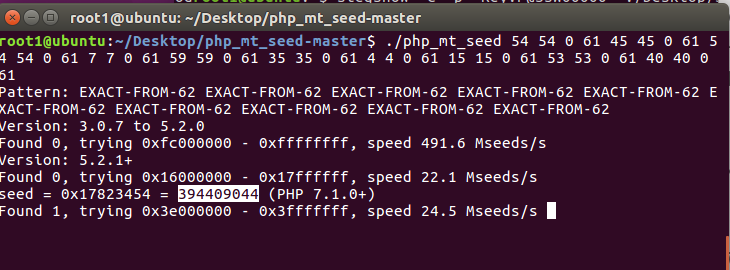 root1@ubuntu: ~/Desktop/php_mt_seed-master
root1@ubuntu:~/Desktop/php_mt_seed-master$ ./php_mt_seed 54 54 0 61 45 45 0 61 5
4 54 0 61 7 7 0 61 59 59 0 61 35 35 0 61 4 4 0 61 15 15 0 61 53 53 0 61 40 40 0
61
Pattern: EXACT-FROM-62 EXACT-FROM-62 EXACT-FROM-62 EXACT-FROM-62 EXACT-FROM-62 E
XACT-FROM-62 EXACT-FROM-62 EXACT-FROM-62 EXACT-FROM-62 EXACT-FROM-62
Version: 3.0.7 to 5.2.0
Found 0, trying 0xfc000000 - 0xffffffff, speed 491.6 Mseeds/s
Version: 5.2.1+
Found 0, trying 0x16000000 - 0x17ffffff, speed 22.1 Mseeds/s
seed = 0x17823454 = 394409044 (PHP 7.1.0+)
Found 1, trying 0x3e000000 - 0x3fffffff, speed 24.5 Mseeds/s